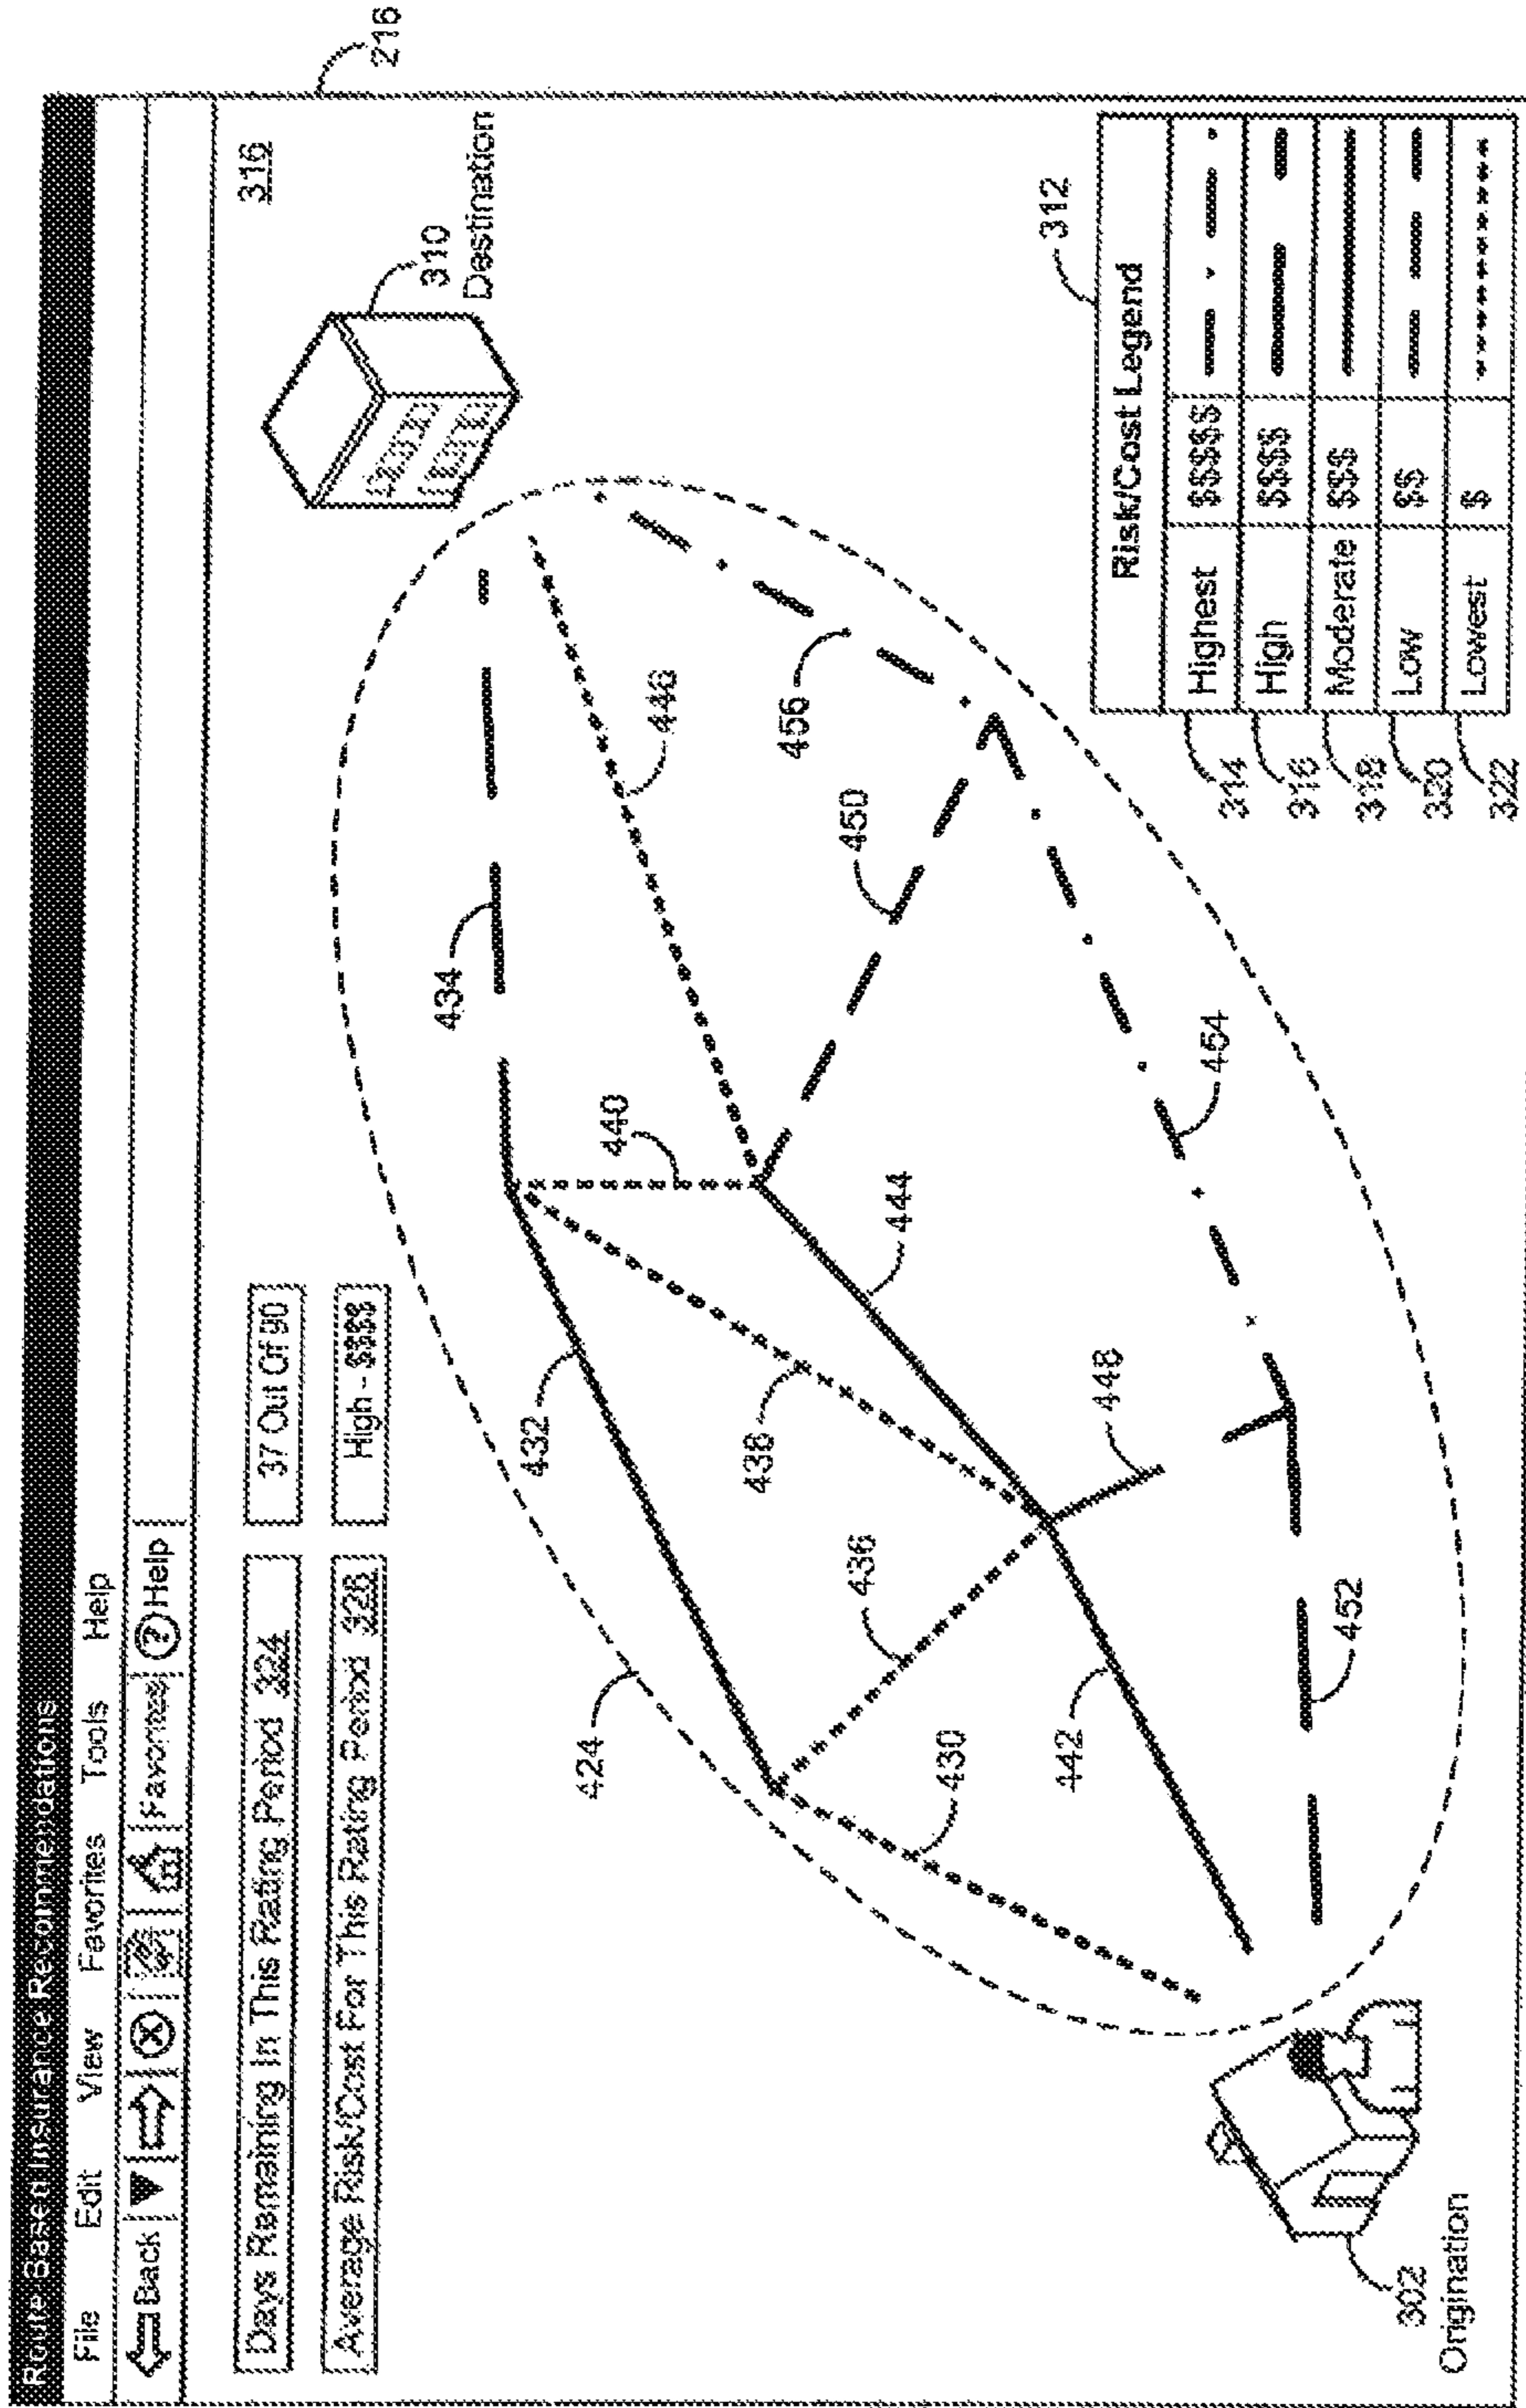 Route-Based Insurance Recommendations
File Edit View Favorites Tools Help
Back Favorites ? Help
216
Days Remaining In This Rating Period 324
37 Out Of 90
Average Risk/Cost For This Rating Period 326
High - $$$$
316
310
Destination
424
432
434
440
438
446
436
444
450
456
430
442
448
452
454
302
Origination
312
Risk/Cost Legend
314 Highest $$$$$
316 High $$$$
318 Moderate $$$
320 Low $$
322 Lowest $